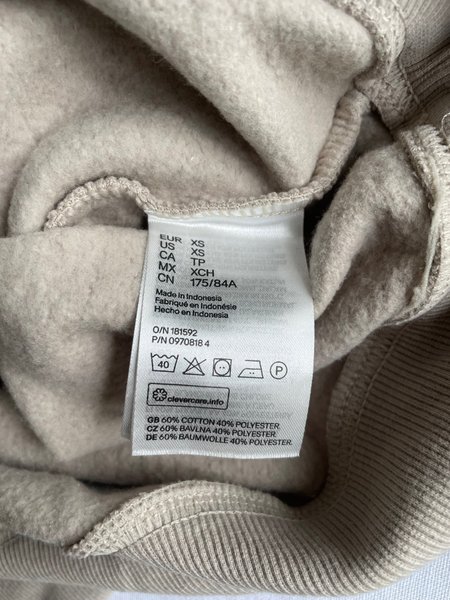 EUR XS
US XS
CA TP
MX XCH
CN 175/84A
Made in Indonesia
Fabriqué en Indonésie
Hecho en Indonesia
O/N 181592
P/N 0970818 4
40 P
clevercare.info
GB 60% COTTON 40% POLYESTER.
CZ 60% BAVLNA 40% POLYESTER.
DE 60% BAUMWOLLE 40% POLYESTER.